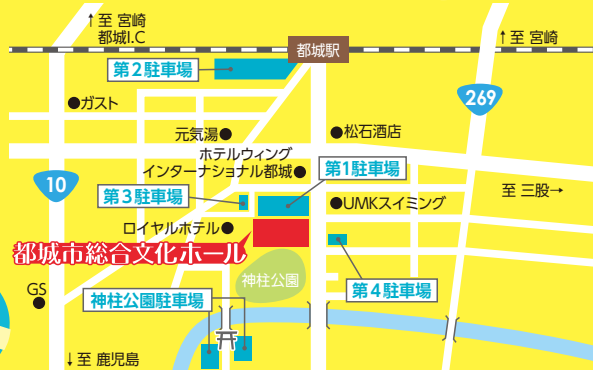 ↑至 宮崎
都城I.C
都城駅
↑至 宮崎
第2駐車場
●ガスト
269
元気湯●
●松石酒店
ホテルウィング
インターナショナル都城●
第1駐車場
10
至 三股→
第3駐車場
●UMKスイミング
ロイヤルホテル●
都城市総合文化ホール
神柱公園
GS
●
神柱公園駐車場
第4駐車場
↓至 鹿児島